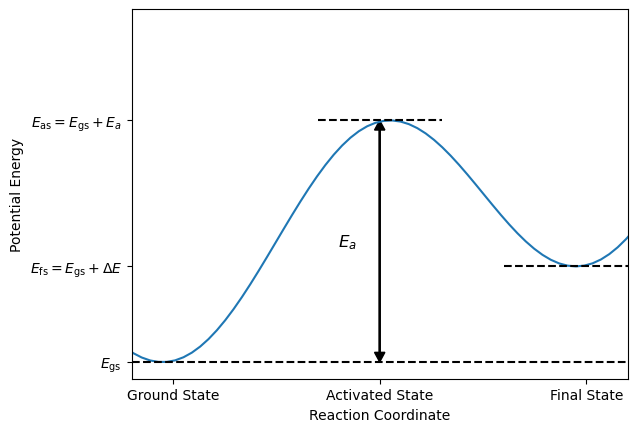 E_as = E_gs + E_a
E_a
E_fs = E_gs + ΔE
E_gs
Potential Energy
Ground State Activated State Final State
Reaction Coordinate